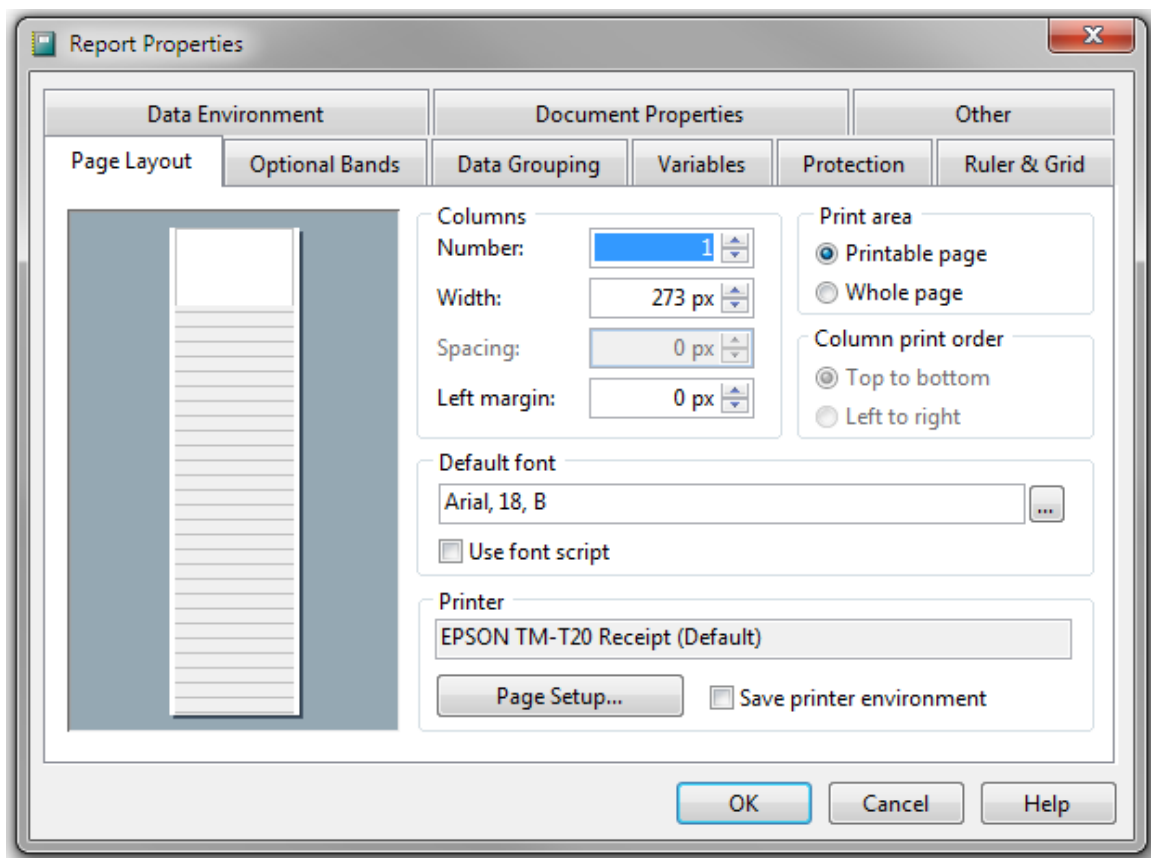 Report Properties
Data Environment Document Properties Other
Page Layout Optional Bands Data Grouping Variables Protection Ruler & Grid
Columns
Number: 1
Width: 273 px
Spacing: 0 px
Left margin: 0 px
Print area
Printable page
Whole page
Column print order
Top to bottom
Left to right
Default font
Arial, 18, B
...
Use font script
Printer
EPSON TM-T20 Receipt (Default)
Page Setup... Save printer environment
OK Cancel Help